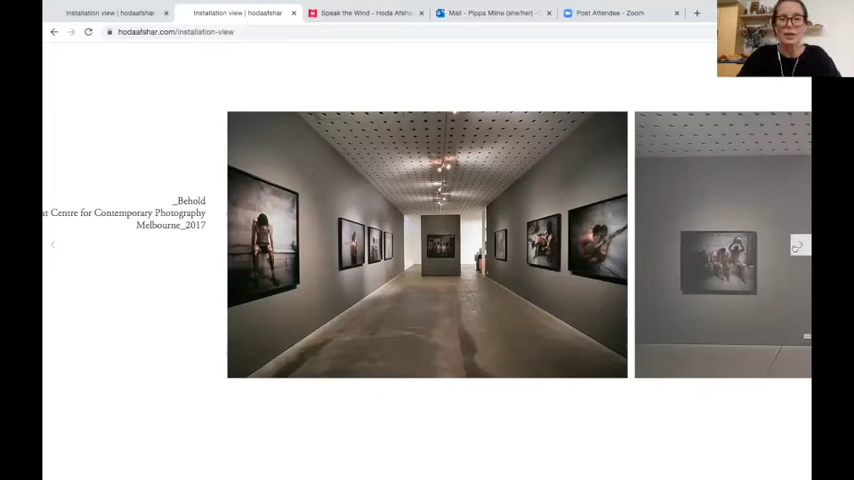 Installation view | hodaafshar
Installation view | hodaafshar
Speak the Wind - Hoda Afsha
Mail - Pippa Milne (she/her) -
Post Attendee - Zoom
hodaafshar.com/installation-view
_Behold
at Centre for Contemporary Photography
Melbourne_2017